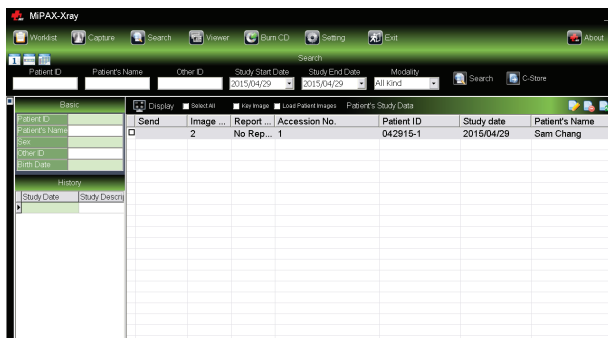 MiPAX-Xray
Worklist Capture Search Viewer Burn CD Setting Exit About
Search
Patient ID Patient's Name Other ID Study Start Date Study End Date Modality
2015/04/29 2015/04/29 All Kind Search C-Store
Basic Display Select All Key Image Load Patient Images Patient's Study Data
Patient ID Send Image ... Report ... Accession No. Patient ID Study date Patient's Name
Patient's Name 2 No Rep... 1 042915-1 2015/04/29 Sam Chang
Sex
Other ID
Birth Date
History
Study Date Study Descrip